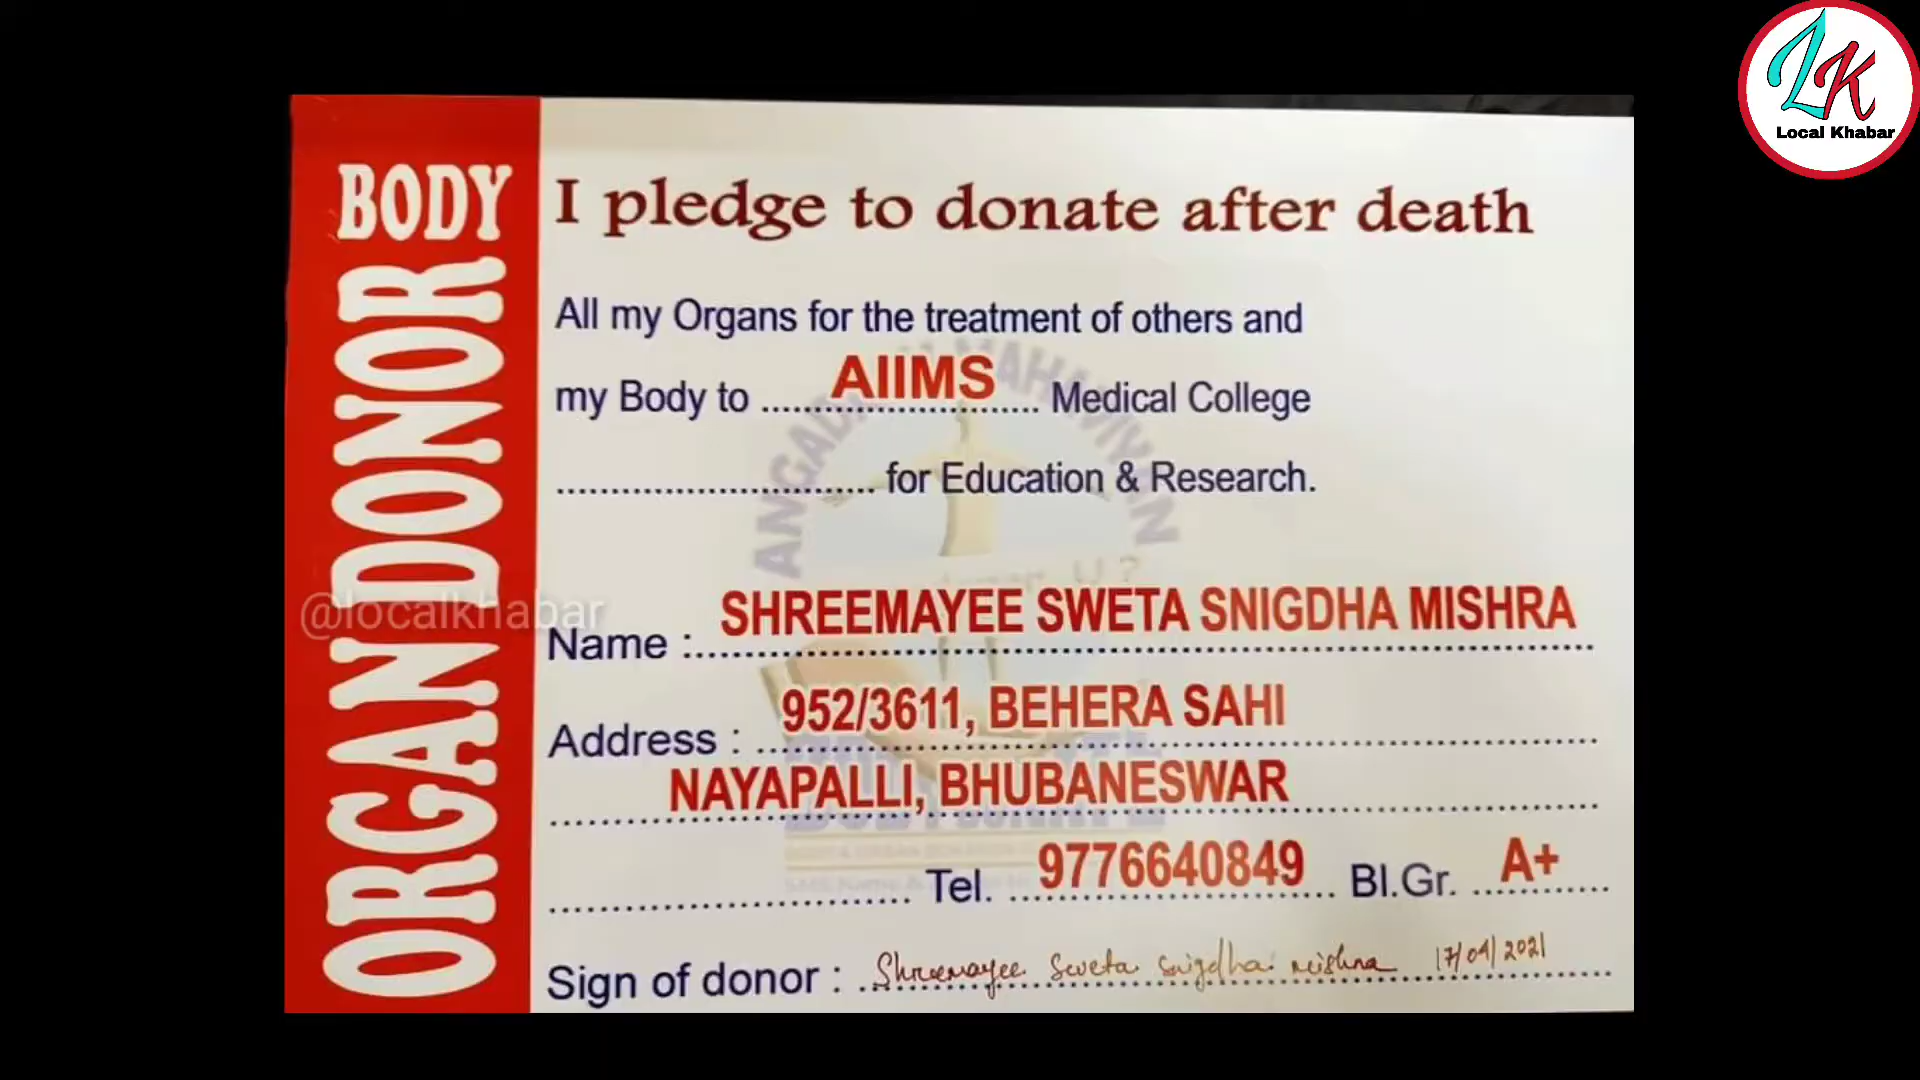 LK
Local Khabar
BODY
ORGAN DONOR
I pledge to donate after death
All my Organs for the treatment of others and
my Body to .......... AIIMS .......... Medical College
.............................. for Education & Research.
Name : SHREEMAYEE SWETA SNIGDHA MISHRA
Address : 952/3611, BEHERA SAHI
NAYAPALLI, BHUBANESWAR
Tel. 9776640849 Bl.Gr. A+
Sign of donor : Shreemayee Sweta Snigdha Mishra 17/09/2021
@localkhabar